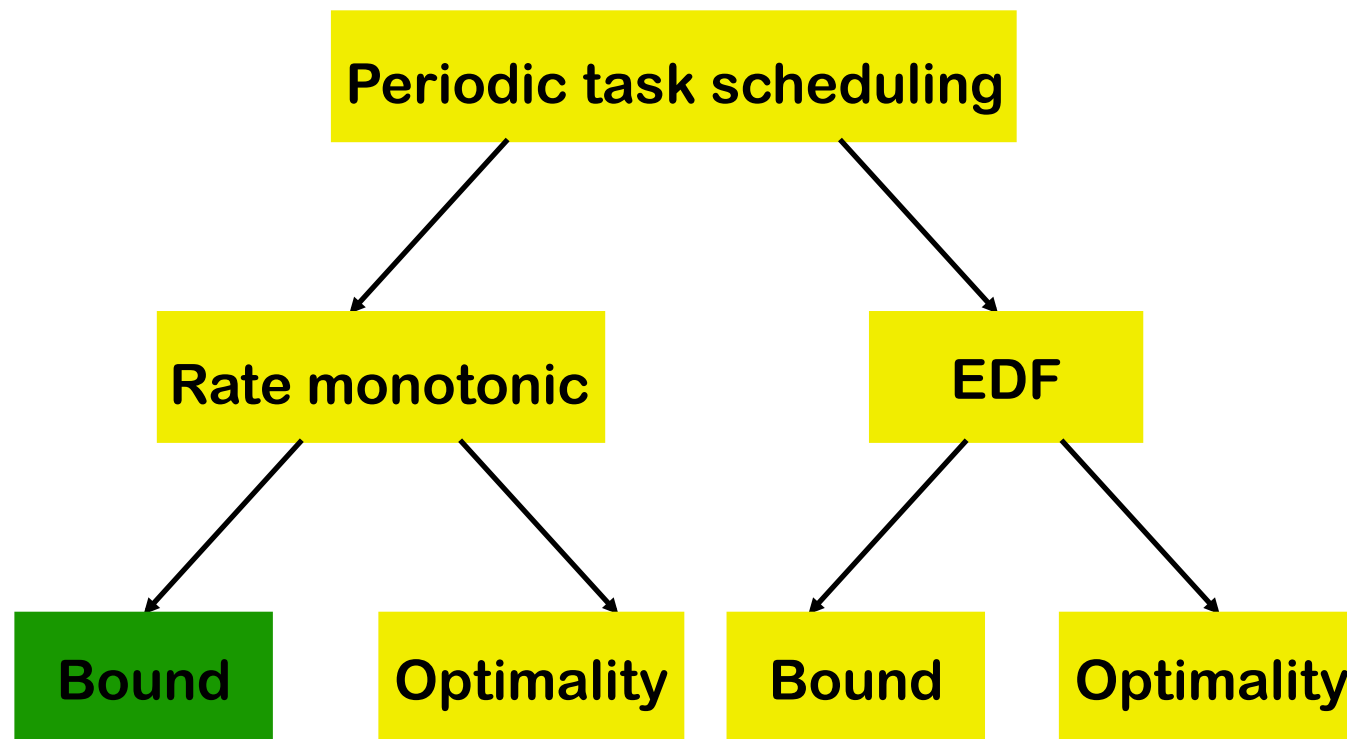 Periodic task scheduling
Rate monotonic
EDF
Bound
Optimality
Bound
Optimality